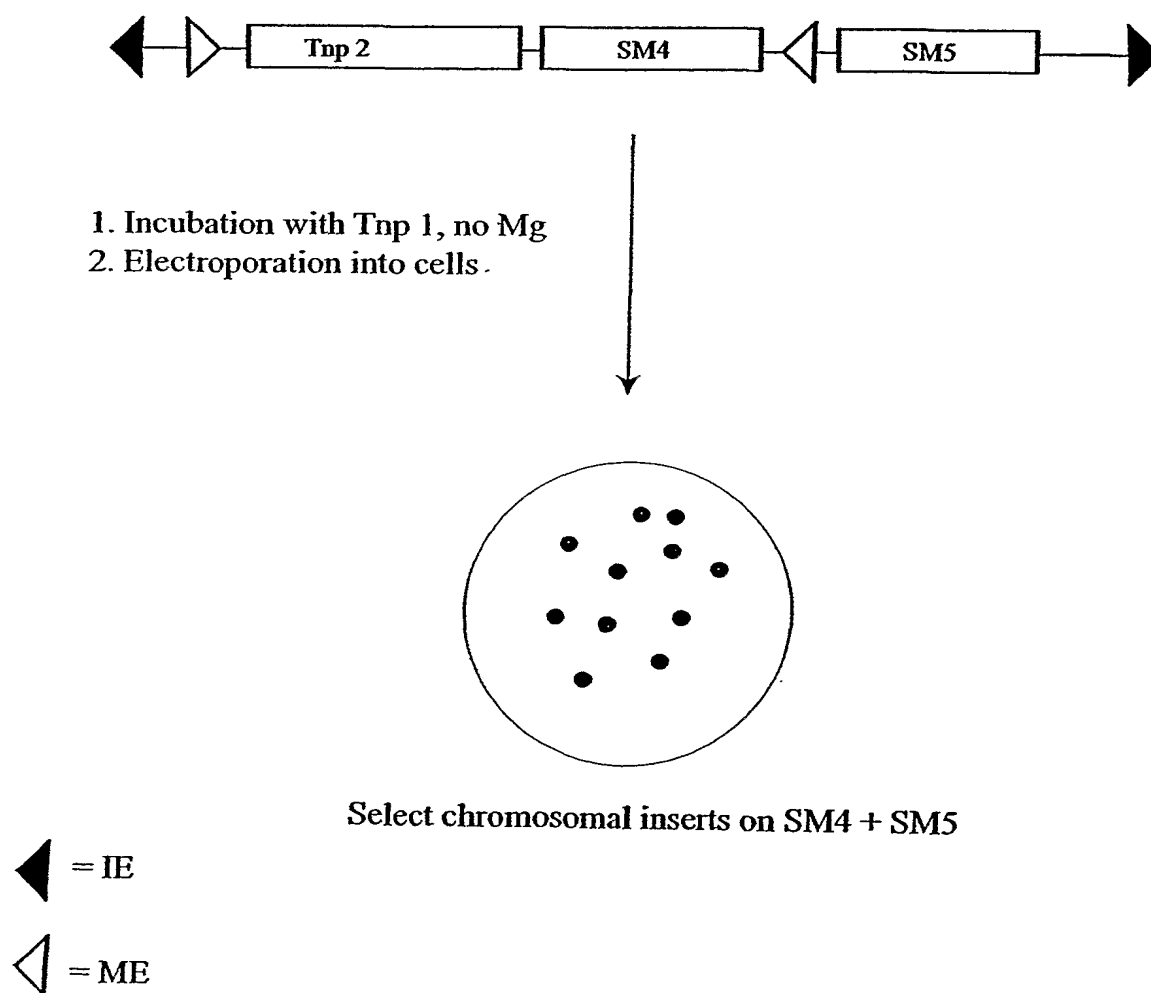 Tnp 2 SM4 SM5
1. Incubation with Tnp 1, no Mg
2. Electroporation into cells
Select chromosomal inserts on SM4 + SM5
= IE
= ME